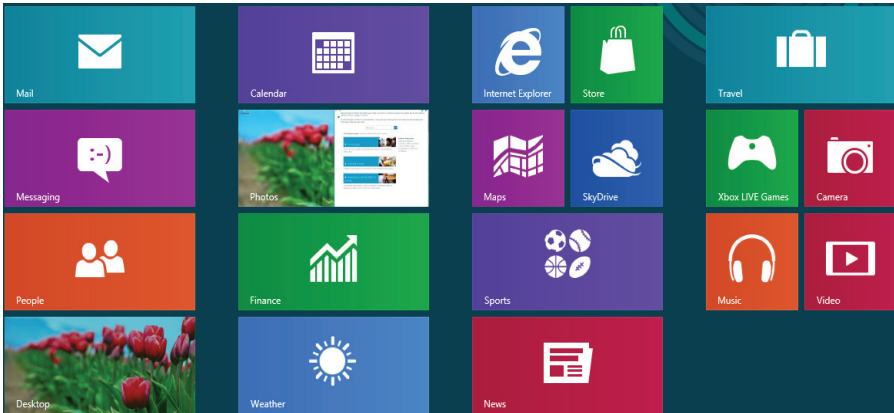 Mail
Calendar
Internet Explorer
Store
Travel
Messaging
Photos
Maps
SkyDrive
Xbox LIVE Games
Camera
People
Finance
Sports
Music
Video
Desktop
Weather
News